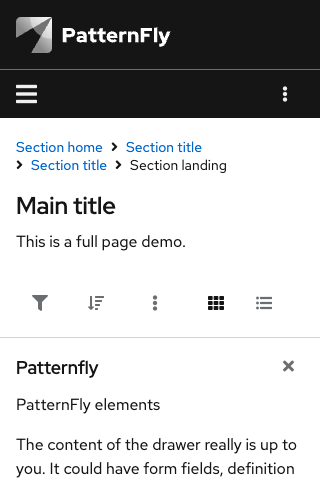 PatternFly
Section home > Section title
> Section title > Section landing
Main title
This is a full page demo.
Patternfly
PatternFly elements
The content of the drawer really is up to
you. It could have form fields, definition